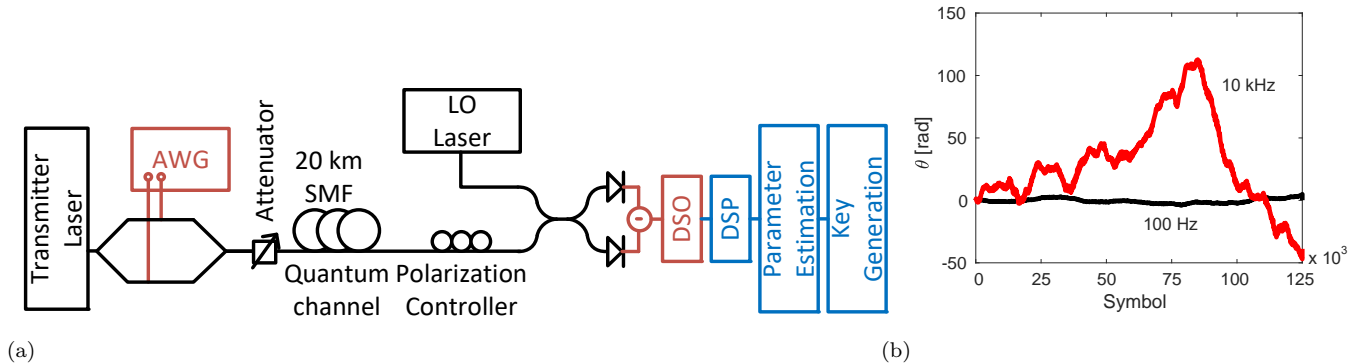 Transmitter
Laser
AWG
Attenuator
20 km
SMF
Quantum
channel
Polarization
Controller
LO
Laser
-
DSO
DSP
Parameter
Estimation
Key
Generation
(a)
150
100
50
0
-50
θ [rad]
10 kHz
100 Hz
0
25
50
75
100
125
x 10³
Symbol
(b)